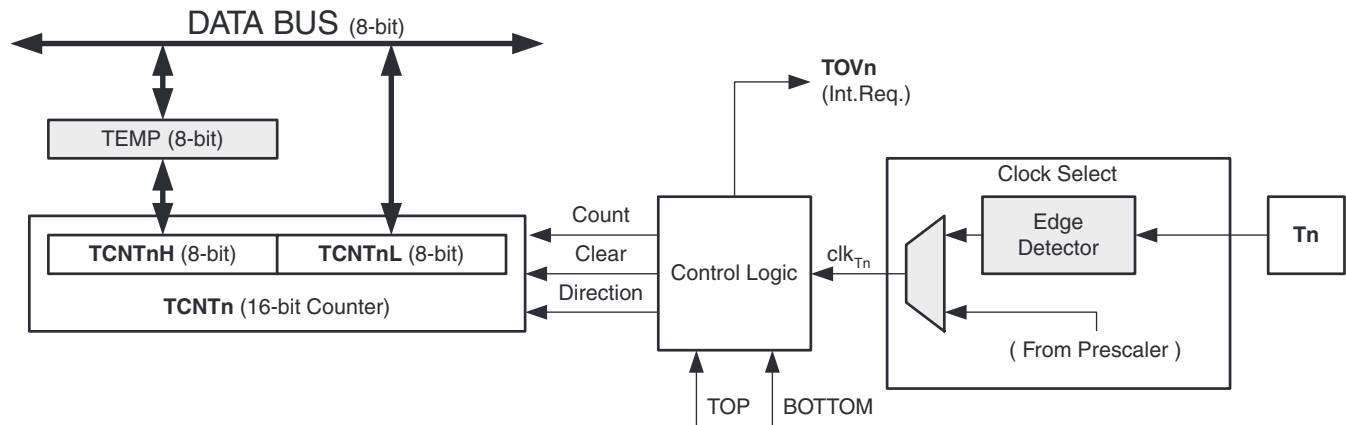 DATA BUS (8-bit)
TOVn
(Int.Req.)
TEMP (8-bit)
Clock Select
Count
Edge
Detector
Tn
TCNTnH (8-bit)
TCNTnL (8-bit)
Clear
Control Logic
clkTn
TCNTn (16-bit Counter)
Direction
( From Prescaler )
TOP
BOTTOM